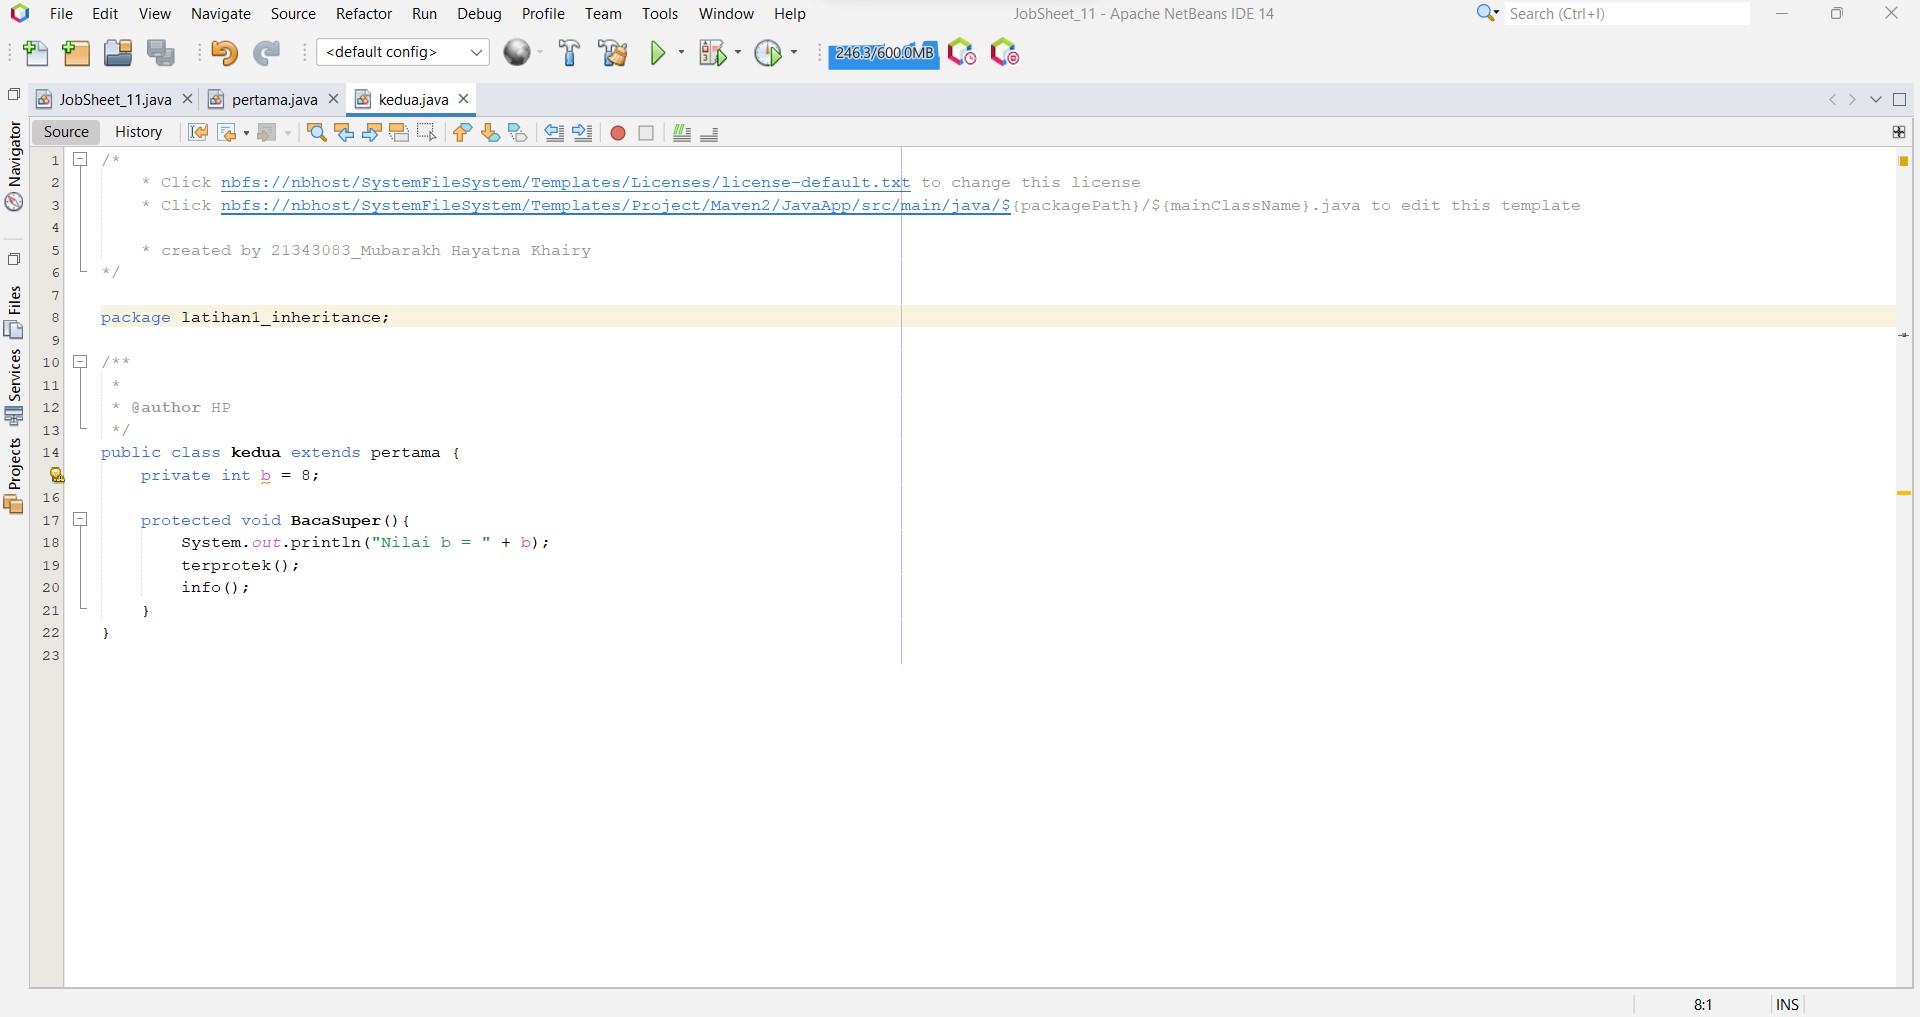 File Edit View Navigate Source Refactor Run Debug Profile Team Tools Window Help
JobSheet_11 - Apache NetBeans IDE 14
Search (Ctrl+I)
<default config>
246.3/600.0MB
JobSheet_11.java pertama.java kedua.java
Source History
Navigator
Files
Services
Projects
1 /*
2 * Click nbfs://nbhost/SystemFileSystem/Templates/Licenses/license-default.txt to change this license
3 * Click nbfs://nbhost/SystemFileSystem/Templates/Project/Maven2/JavaApp/src/main/java/${packagePath}/${mainClassName}.java to edit this template
4
5 * created by 21343083_Mubarakh Hayatna Khairy
6 */
7
8 package latihan1_inheritance;
9
10 /**
11 *
12 * @author HP
13 */
14 public class kedua extends pertama {
private int b = 8;
16
17 protected void BacaSuper(){
18 System.out.println("Nilai b = " + b);
19 terprotek();
20 info();
21 }
22 }
23
8:1 INS